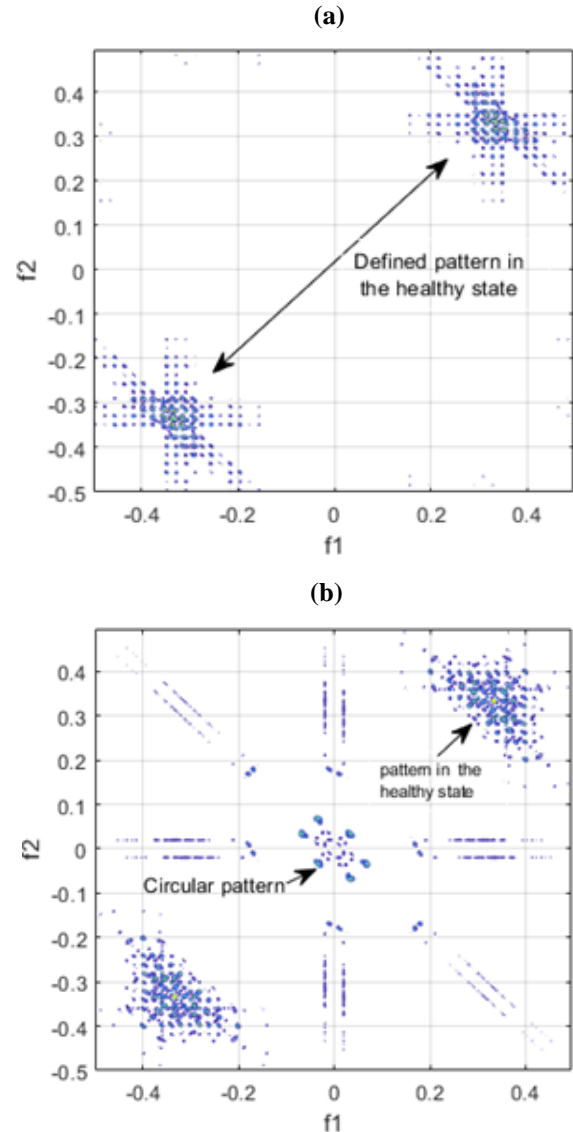 (a)
0.4
0.3
0.2
0.1
0
-0.1
-0.2
-0.3
-0.4
-0.5
f2
Defined pattern in
the healthy state
-0.4 -0.2 0 0.2 0.4
f1
(b)
0.4
0.3
0.2
0.1
0
-0.1
-0.2
-0.3
-0.4
-0.5
f2
pattern in the
healthy state
Circular pattern
-0.4 -0.2 0 0.2 0.4
f1